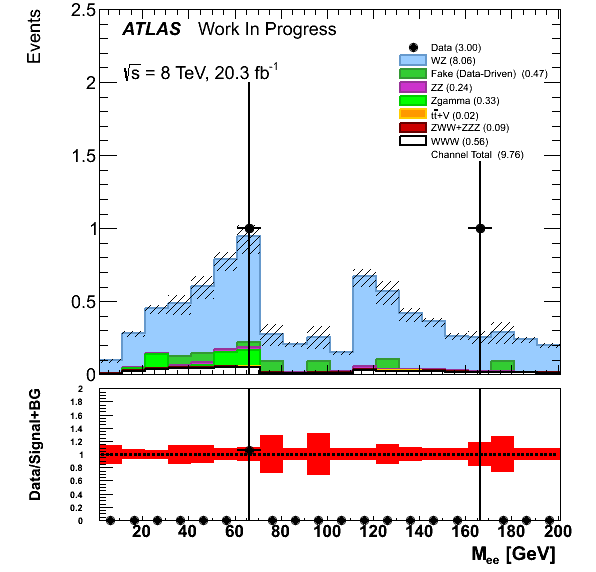 Events
2.5
2
1.5
1
0.5
0
ATLAS Work In Progress
√s = 8 TeV, 20.3 fb⁻¹
Data (3.00)
WZ (8.06)
Fake (Data-Driven) (0.47)
ZZ (0.24)
Zgamma (0.33)
tt̄+V (0.02)
ZWW+ZZZ (0.09)
WWW (0.56)
Channel Total (9.76)
Data/Signal+BG
2
1.8
1.6
1.4
1.2
1
0.8
0.6
0.4
0.2
0
20 40 60 80 100 120 140 160 180 200
M_ee [GeV]